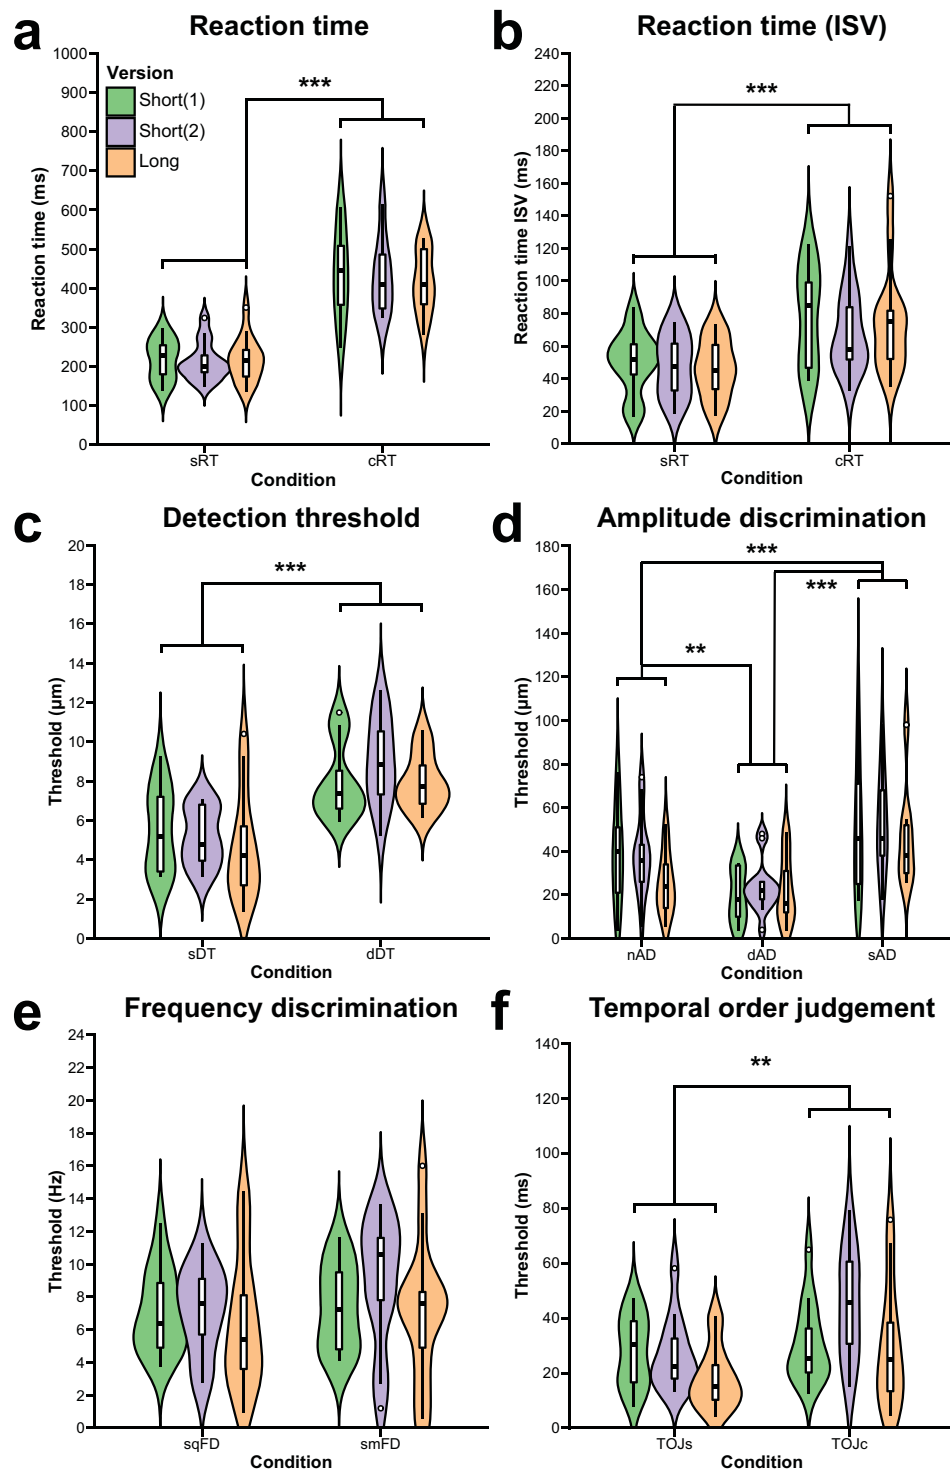 a Reaction time
1000
900
800
700
600
500
400
300
200
100
0
Reaction time (ms)
Version
Short(1)
Short(2)
Long
***
sRT cRT
Condition
b Reaction time (ISV)
240
220
200
180
160
140
120
100
80
60
40
20
0
Reaction time ISV (ms)
***
sRT cRT
Condition
c Detection threshold
20
18
16
14
12
10
8
6
4
2
0
Threshold (µm)
***
sDT dDT
Condition
d Amplitude discrimination
180
160
140
120
100
80
60
40
20
0
Threshold (µm)
***
***
**
nAD dAD sAD
Condition
e Frequency discrimination
24
22
20
18
16
14
12
10
8
6
4
2
0
Threshold (Hz)
sqFD smFD
Condition
f Temporal order judgement
140
120
100
80
60
40
20
0
Threshold (ms)
**
TOJs TOJc
Condition